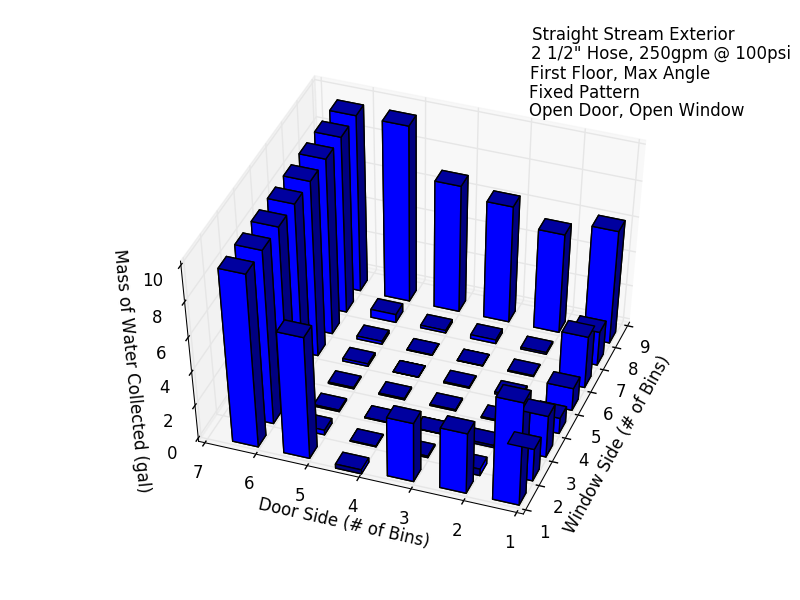 Straight Stream Exterior
2 1/2" Hose, 250gpm @ 100psi
First Floor, Max Angle
Fixed Pattern
Open Door, Open Window
Mass of Water Collected (gal)
10
8
6
4
2
0
Door Side (# of Bins)
7
6
5
4
3
2
1
Window Side (# of Bins)
1
2
3
4
5
6
7
8
9